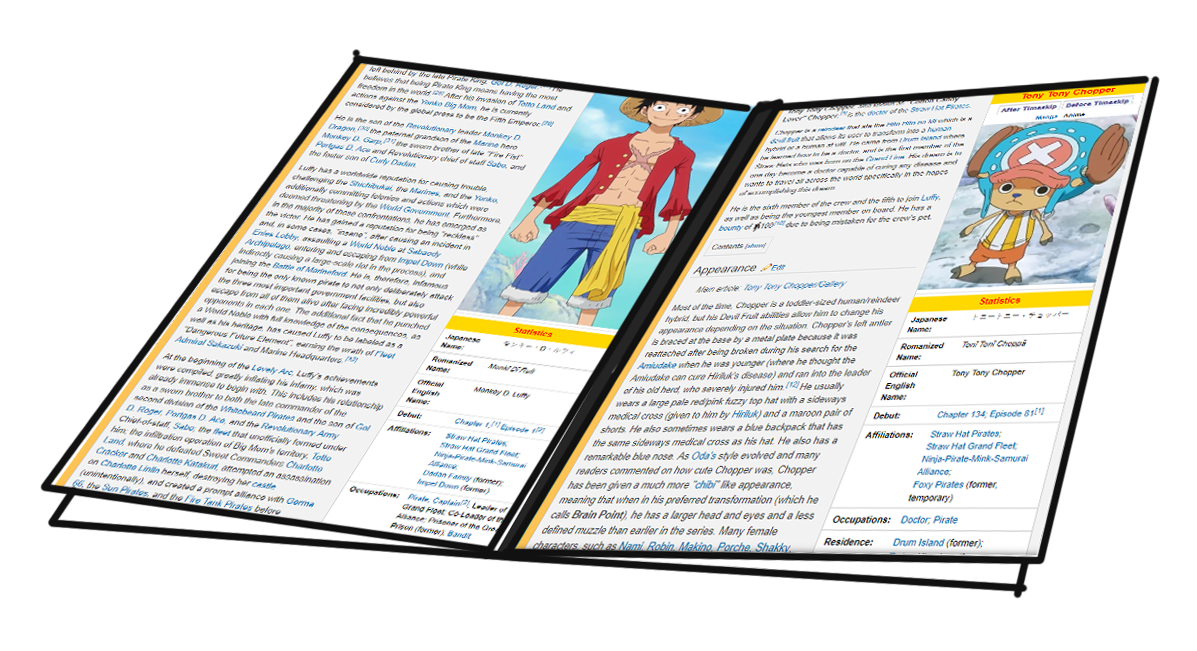 left behind by the late Pirate King, Gol D. Roger.
believes that being Pirate King means having the most
freedom in the world.[25] After his invasion of Totto Land and
actions against the Yonko Big Mom, he is currently
considered by the global press to be the Fifth Emperor.[26]
He is the son of the Revolutionary leader Monkey D.
Dragon,[30] the paternal grandson of the Marine hero
Monkey D. Garp,[31] the sworn brother of late "Fire Fist"
Portgas D. Ace and Revolutionary chief of staff Sabo, and
the foster son of Curly Dadan.
Luffy has a worldwide reputation for causing trouble,
challenging the Shichibukai, the Marines, and the Yonko,
additionally committing felonies and actions which were
deemed threatening by the World Government. Furthermore,
in the majority of those confrontations, he has emerged as
the victor. He has gained a reputation for being "reckless"
and, in some cases, "insane", after causing an incident in
Enies Lobby, assaulting a World Noble at Sabaody
Archipelago, entering and escaping from Impel Down (while
indirectly causing a large-scale riot in the process), and
joining the Battle of Marineford. He is, therefore, infamous
for being the only known pirate to not only deliberately attack
the three most important government facilities, but also
escape from all of them alive after facing incredibly powerful
opponents in each one. The additional fact that he punched
a World Noble with full knowledge of the consequences, as
well as his heritage, has caused Luffy to be labeled as a
"Dangerous Future Element", earning the wrath of Fleet
Admiral Sakazuki and Marine Headquarters.[32]
At the beginning of the Lovely Arc, Luffy's achievements
were compiled, greatly inflating his infamy, which was
already immense to begin with. This includes his relationship
as a sworn brother to both the late commander of the
second division of the Whitebeard Pirates and the son of Gol
D. Roger, Portgas D. Ace, and the Revolutionary Army
Chief-of-staff, Sabo, the fleet that unofficially formed under
him, the infiltration operation of Big Mom's territory, Totto
Land, where he defeated Sweet Commanders Charlotte
Cracker and Charlotte Katakuri, attempted an assassination
on Charlotte Linlin herself, destroying her castle
(unintentionally), and created a prompt alliance with Germa
66, the Sun Pirates, and the Fire Tank Pirates before
Statistics
Japanese Name: モンキー・D・ルフィ
Romanized Name: Monkī Dī Rufi
Official English Name: Monkey D. Luffy
Debut: Chapter 1;[1] Episode 1[2]
Affiliations: Straw Hat Pirates;
Straw Hat Grand Fleet;
Ninja-Pirate-Mink-Samurai
Alliance;
Dadan Family (former);
Impel Down (former)
Occupations: Pirate; Captain[2]; Leader of
Grand Fleet; Co-Leader of the
Alliance; Prisoner of the
Prison (former); Bandit
Lover" Chopper,[9] is the doctor of the Straw Hat Pirates.
Chopper is a reindeer that ate the Hito Hito no Mi which is a
devil fruit that allows its user to transform into a human
hybrid or a human at will. He came from Drum Island where
he learned how to be a doctor, and is the first member of the
Straw Hats who was born on the Grand Line. His dream is to
one day become a doctor capable of curing any disease and
wants to travel all across the world specifically in the hopes
of accomplishing this dream.
He is the sixth member of the crew and the fifth to join Luffy,
as well as being the youngest member on board. He has a
bounty of 100[10] due to being mistaken for the crew's pet.
Contents [show]
Appearance Edit
Main article: Tony Tony Chopper/Gallery
Most of the time, Chopper is a toddler-sized human/reindeer
hybrid, but his Devil Fruit abilities allow him to change his
appearance depending on the situation. Chopper's left antler
is braced at the base by a metal plate because it was
reattached after being broken during his search for the
Amiudake when he was younger (where he thought the
Amiudake can cure Hiriluk's disease) and ran into the leader
of his old herd, who severely injured him.[12] He usually
wears a large pale red/pink fuzzy top hat with a sideways
medical cross (given to him by Hiriluk) and a maroon pair of
shorts. He also sometimes wears a blue backpack that has
the same sideways medical cross as his hat. He also has a
remarkable blue nose. As Oda's style evolved and many
readers commented on how cute Chopper was, Chopper
has been given a much more "chibi" like appearance,
meaning that when in his preferred transformation (which he
calls Brain Point), he has a larger head and eyes and a less
defined muzzle than earlier in the series. Many female
characters, such as Nami, Robin, Makino, Porche, Shakky,
Tony Tony Chopper
After Timeskip Before Timeskip
Manga Anime
Statistics
Japanese Name: トニートニー・チョッパー
Romanized Name: Tonī Tonī Choppā
Official English Name: Tony Tony Chopper
Debut: Chapter 134; Episode 81[1]
Affiliations: Straw Hat Pirates;
Straw Hat Grand Fleet;
Ninja-Pirate-Mink-Samurai
Alliance;
Foxy Pirates (former,
temporary)
Occupations: Doctor; Pirate
Residence: Drum Island (former);